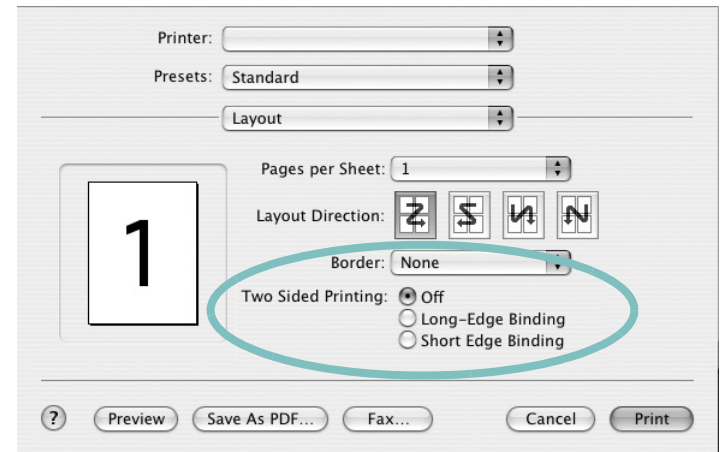 Printer:
Presets: Standard
Layout
Pages per Sheet: 1
1
Layout Direction:
Border: None
Two Sided Printing: Off
Long-Edge Binding
Short Edge Binding
? Preview Save As PDF... Fax... Cancel Print